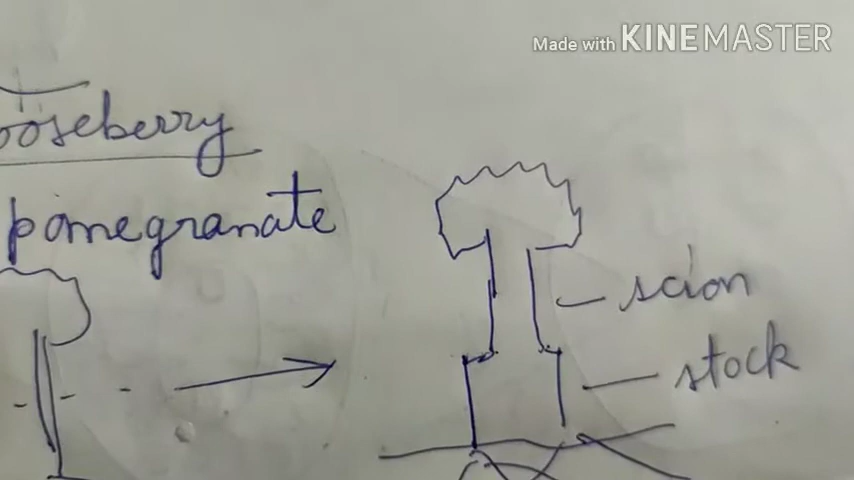 Made with KINEMASTER
ooseberry
pomegranate
scion
stock